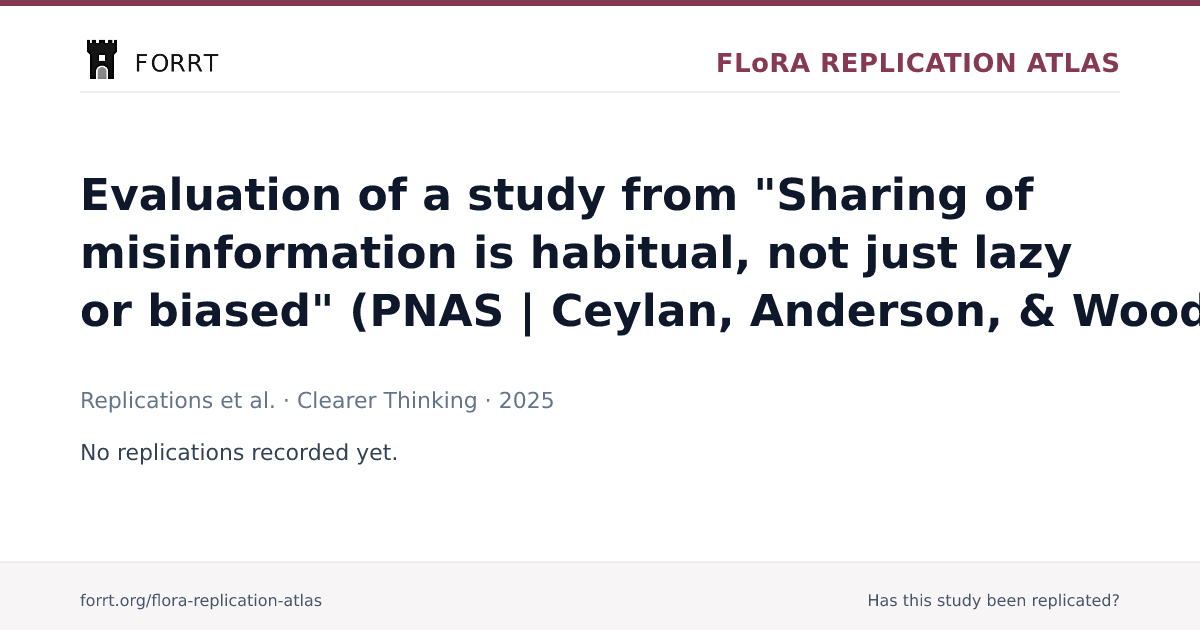 FORRT
FLoRA REPLICATION ATLAS
Evaluation of a study from "Sharing of
misinformation is habitual, not just lazy
or biased" (PNAS | Ceylan, Anderson, & Wood
Replications et al. · Clearer Thinking · 2025
No replications recorded yet.
forrt.org/flora-replication-atlas
Has this study been replicated?